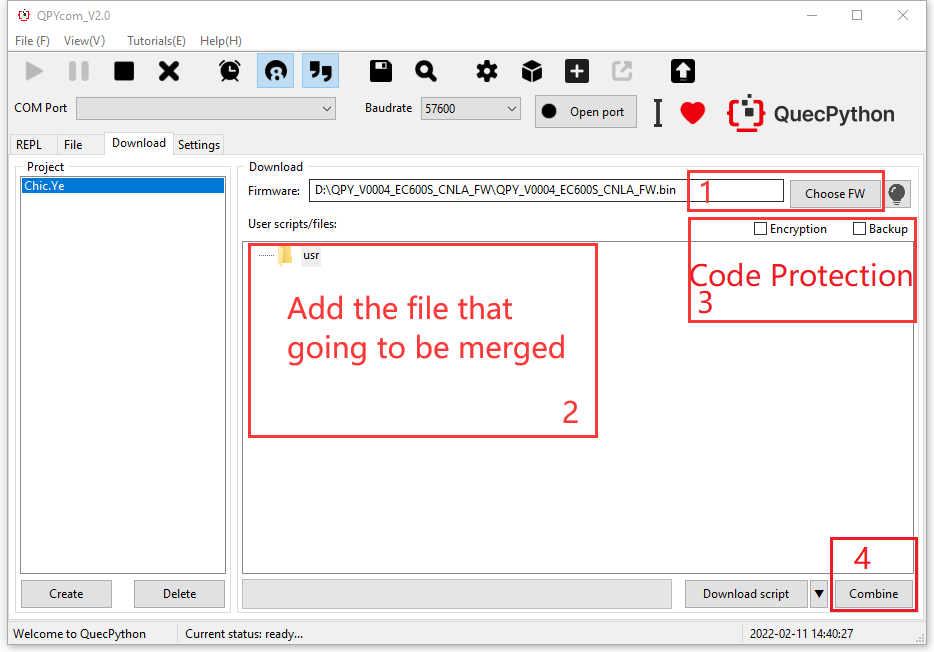 QPYcom_V2.0
File (F) View(V) Tutorials(E) Help(H)
COM Port
Baudrate 57600
Open port
QuecPython
REPL File Download Settings
Project
Chic.Ye
Download
Firmware: D:\QPY_V0004_EC600S_CNLA_FW\QPY_V0004_EC600S_CNLA_FW.bin
1
Choose FW
User scripts/files:
Encryption Backup
usr
Code Protection
3
Add the file that
going to be merged
2
4
Create Delete
Download script Combine
Welcome to QuecPython Current status: ready... 2022-02-11 14:40:27